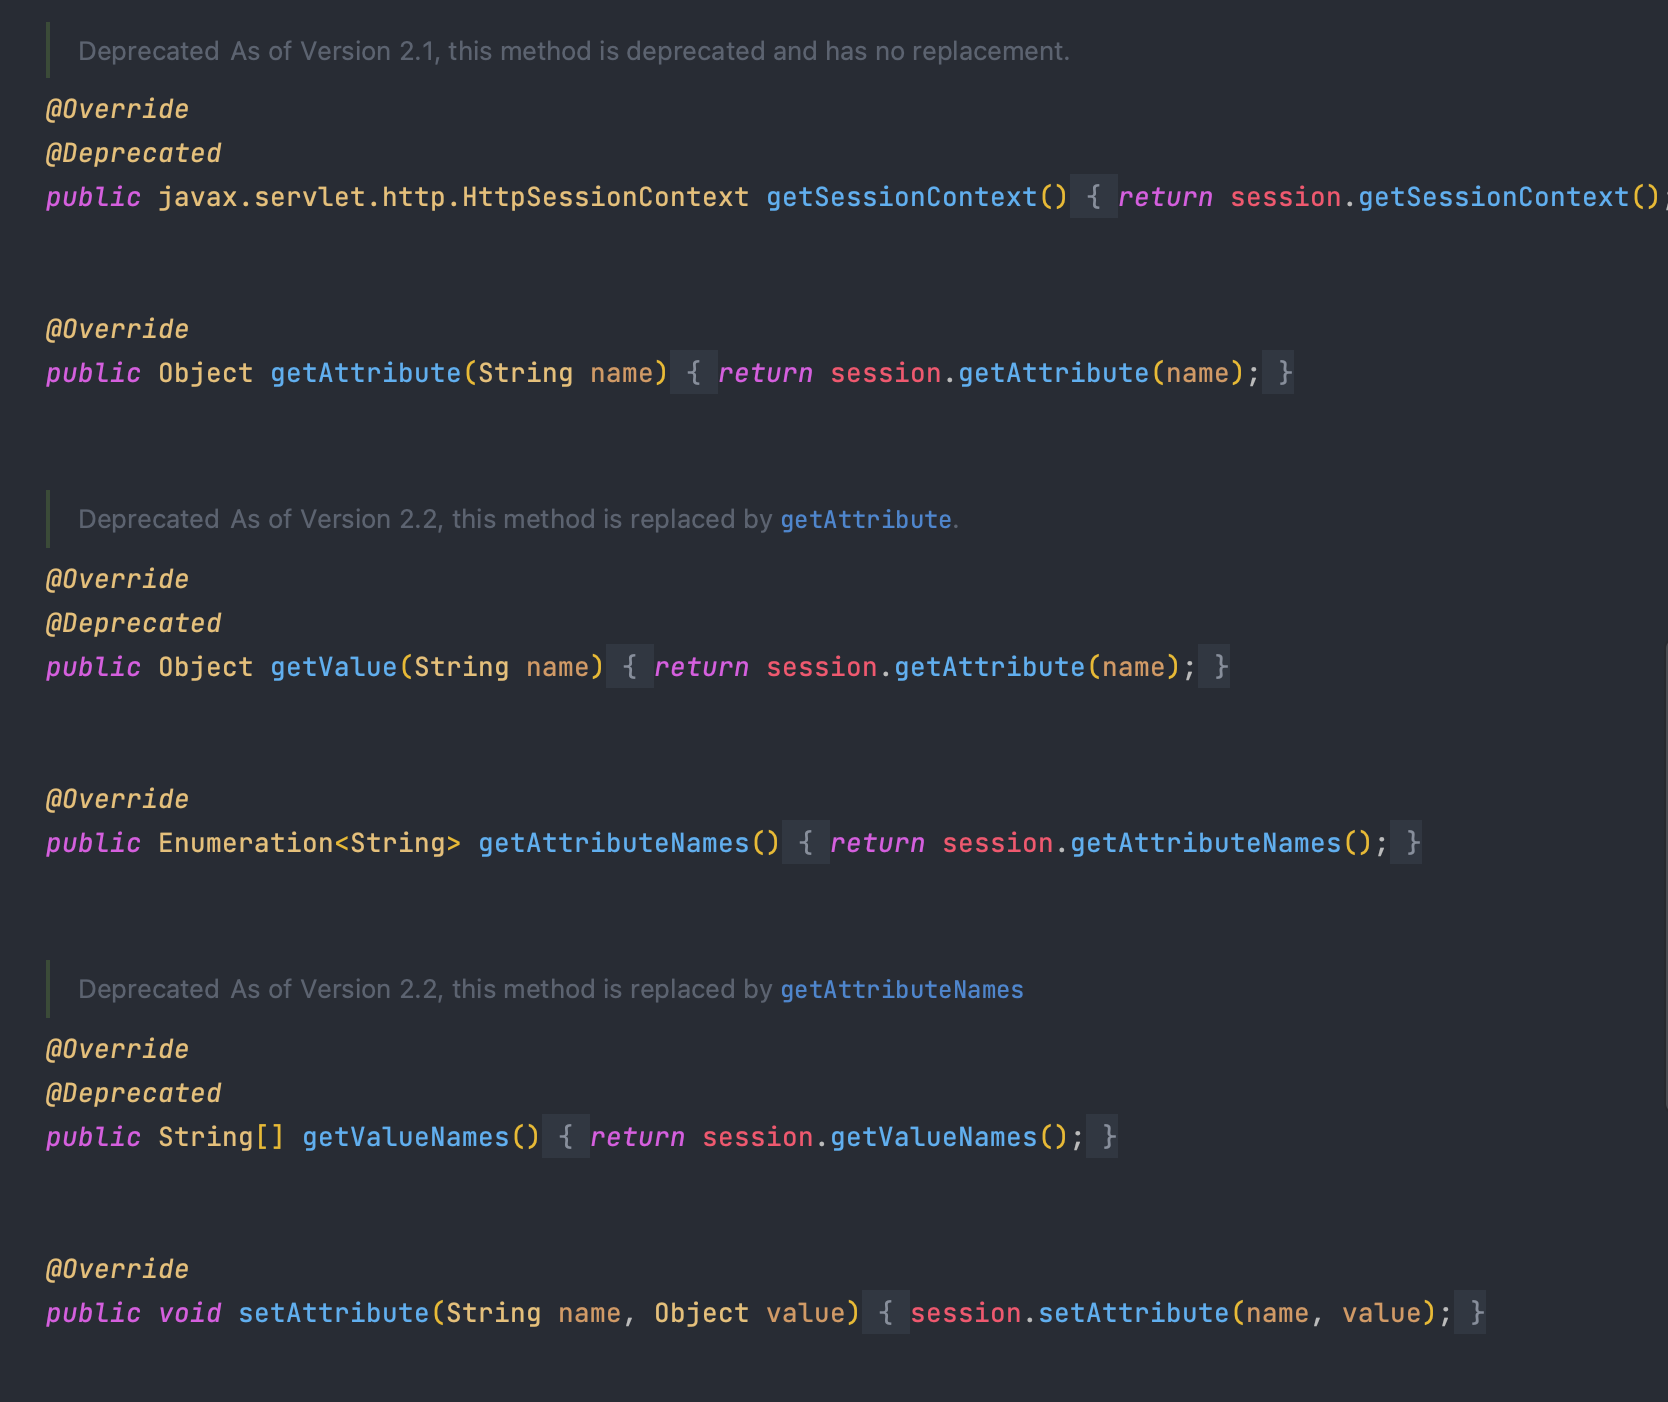 Deprecated As of Version 2.1, this method is deprecated and has no replacement.
@Override
@Deprecated
public javax.servlet.http.HttpSessionContext getSessionContext() { return session.getSessionContext();
@Override
public Object getAttribute(String name) { return session.getAttribute(name); }
Deprecated As of Version 2.2, this method is replaced by getAttribute.
@Override
@Deprecated
public Object getValue(String name) { return session.getAttribute(name); }
@Override
public Enumeration<String> getAttributeNames() { return session.getAttributeNames(); }
Deprecated As of Version 2.2, this method is replaced by getAttributeNames
@Override
@Deprecated
public String[] getValueNames() { return session.getValueNames(); }
@Override
public void setAttribute(String name, Object value) { session.setAttribute(name, value); }